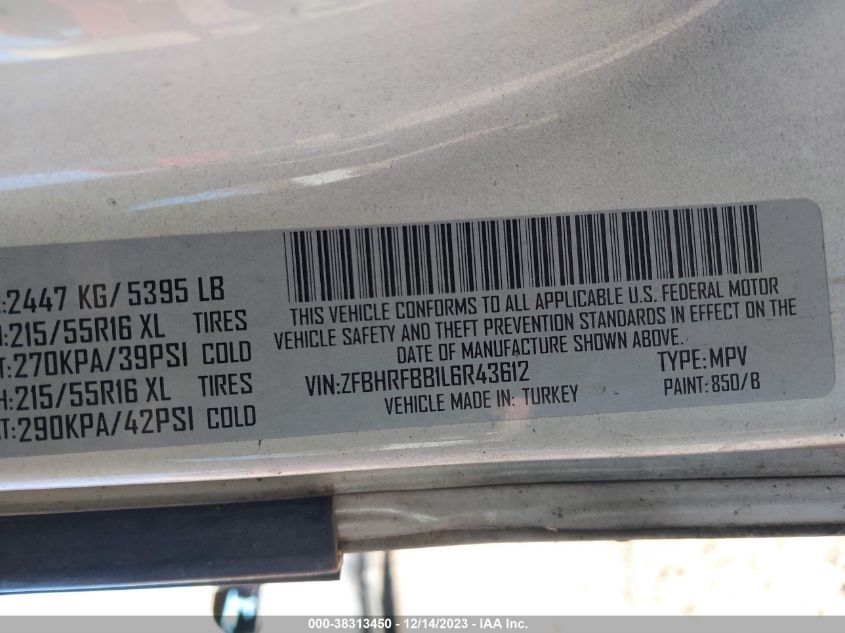 :2447 KG/ 5395 LB
:215/55R16 XL TIRES
T:270KPA/39PSI COLD
H:215/55R16 XL TIRES
T:290KPA/42PSI COLD
THIS VEHICLE CONFORMS TO ALL APPLICABLE U.S. FEDERAL MOTOR
VEHICLE SAFETY AND THEFT PREVENTION STANDARDS IN EFFECT ON THE
DATE OF MANUFACTURE SHOWN ABOVE.
VIN:ZFBHRFBB1L6R43612 TYPE:MPV
VEHICLE MADE IN: TURKEY PAINT:850/B
000-38313450 - 12/14/2023 - IAA Inc.